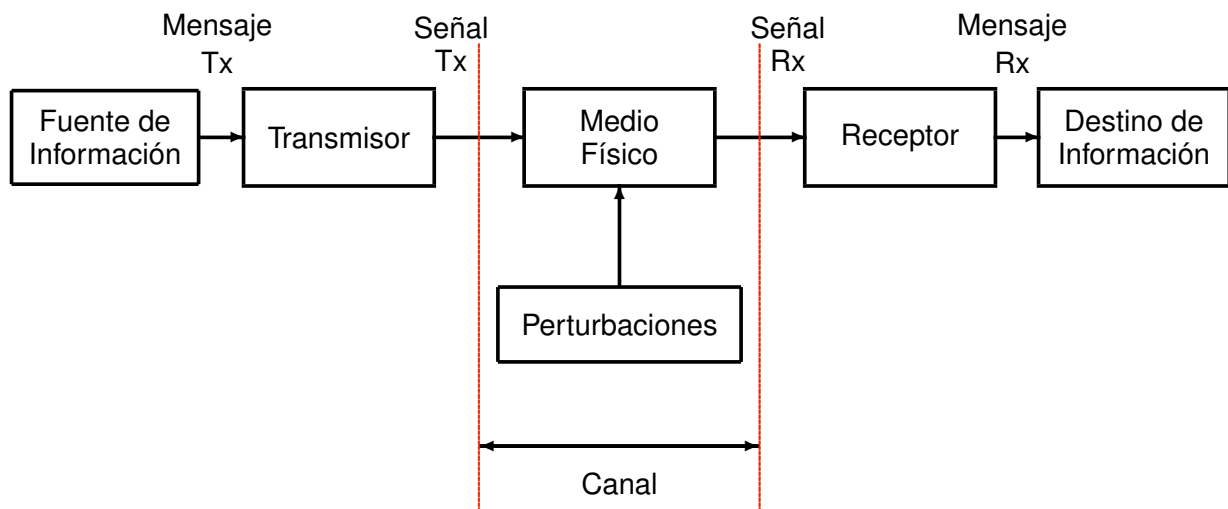 Mensaje
Tx
Señal
Tx
Señal
Rx
Mensaje
Rx
Fuente de
Información
Transmisor
Medio
Físico
Receptor
Destino de
Información
Perturbaciones
Canal